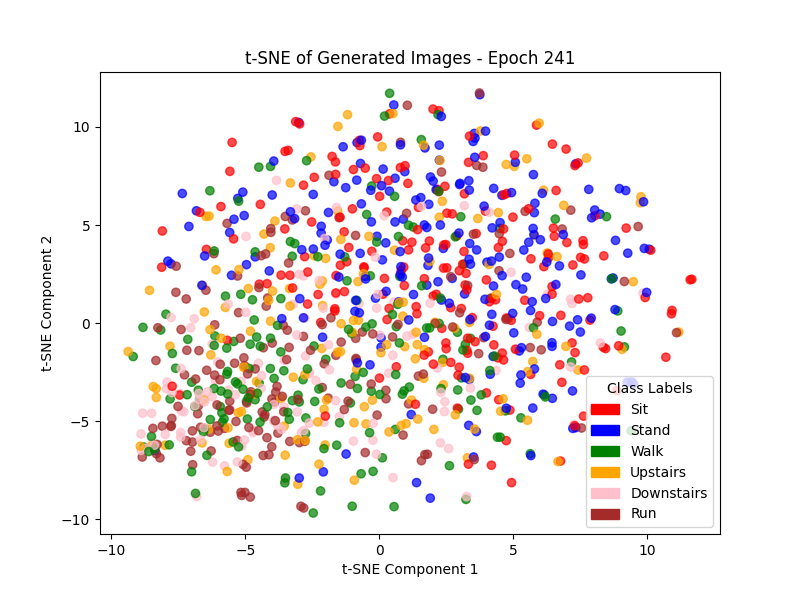 t-SNE of Generated Images - Epoch 241
t-SNE Component 2
10
5
0
−5
−10
−10
−5
0
5
10
t-SNE Component 1
Class Labels
Sit
Stand
Walk
Upstairs
Downstairs
Run